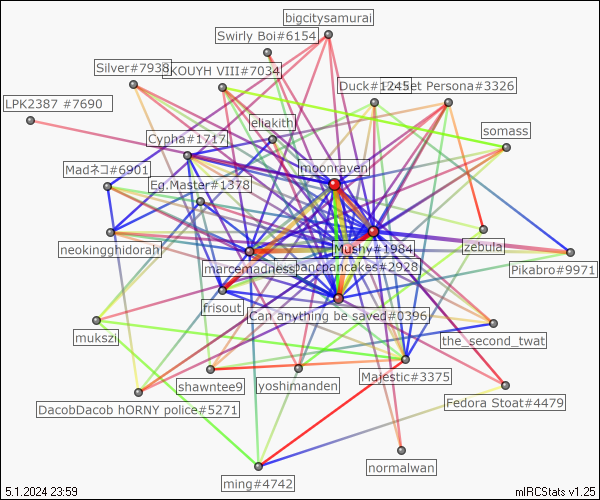 bigcitysamurai
Swirly Boi#6154
Silver#7938
KOUYH VIII#7034
Duck#1245
et Persona#3326
LPK2387 #7690
eliakith
somass
Cypha#1717
moonraven
Madネコ#6901
Eg.Master#1378
neokingghidorah
Mushy#1984
zebula
marcemadness
pancpancakes#2928
Pikabro#9971
frisout
Can anything be saved#0396
mukszi
the_second_twat
shawntee9
yoshimanden
Majestic#3375
DacobDacob hORNY police#5271
Fedora Stoat#4479
normalwan
ming#4742
5.1.2024 23:59
mIRCStats v1.25